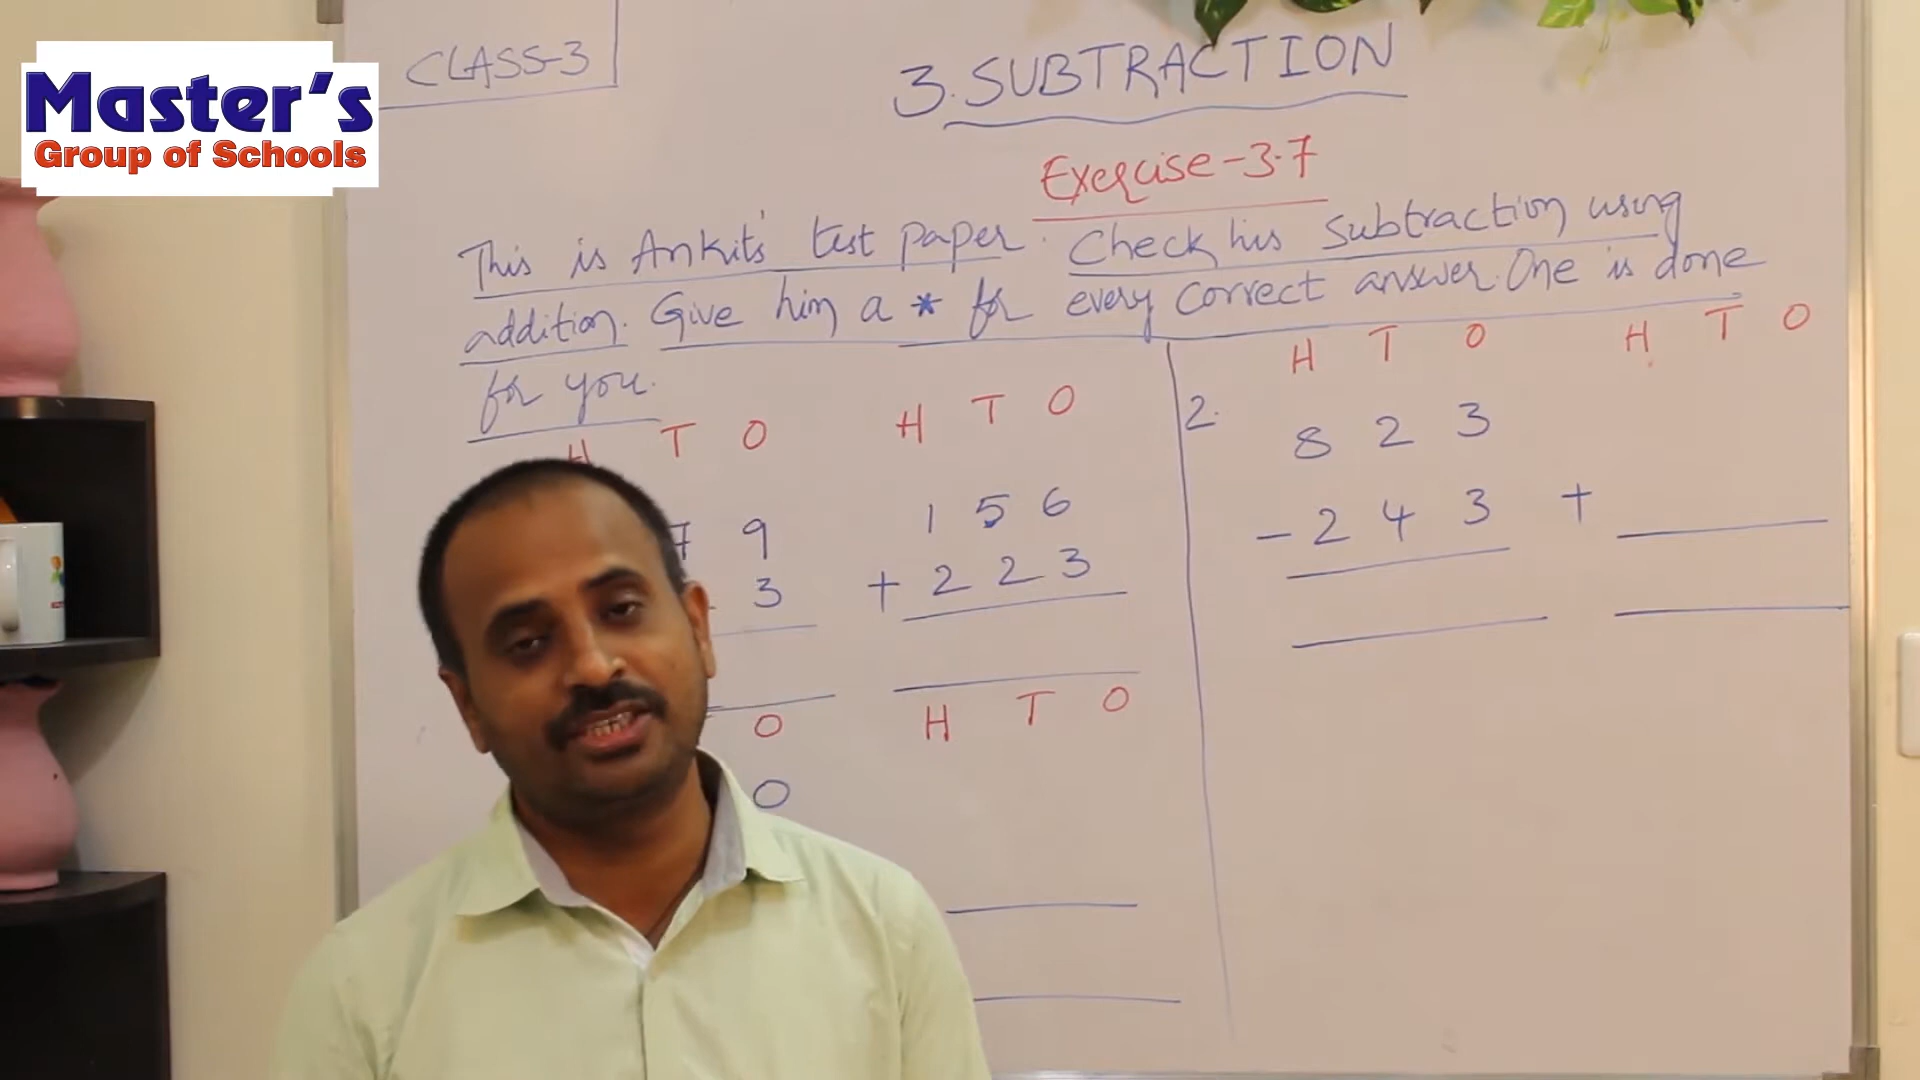 CLASS-3
Master's
Group of Schools
3. SUBTRACTION
Exercise-3.7
This is Ankit's test paper. Check his subtraction using
addition. Give him a * for every correct answer. One is done
for you.
H T O
7 9
3
H T O
1 5 6
+ 2 2 3
O
0
H T O
2.
H T O
8 2 3
- 2 4 3
H T O
+